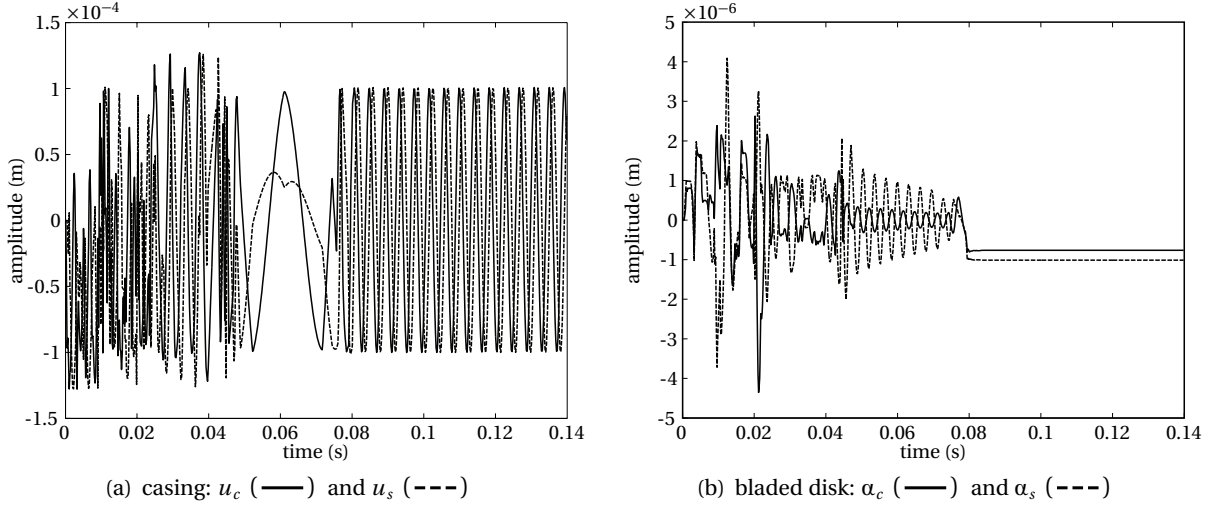 ×10⁻⁴
1.5
1
0.5
0
-0.5
-1
-1.5
amplitude (m)
0 0.02 0.04 0.06 0.08 0.1 0.12 0.14
time (s)
(a) casing: u_c ( ) and u_s ( )
×10⁻⁶
5
4
3
2
1
0
-1
-2
-3
-4
-5
amplitude (m)
0 0.02 0.04 0.06 0.08 0.1 0.12 0.14
time (s)
(b) bladed disk: α_c ( ) and α_s ( )